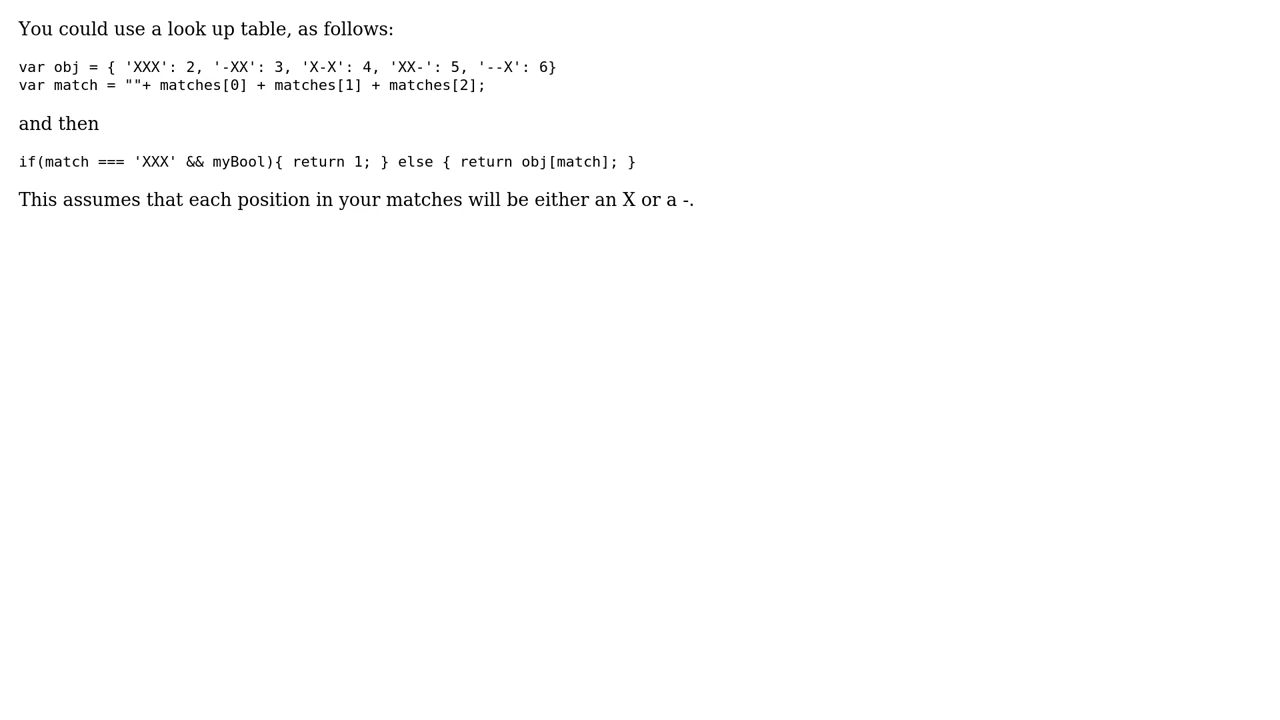 You could use a look up table, as follows:
var obj = { 'XXX': 2, '-XX': 3, 'X-X': 4, 'XX-': 5, '--X': 6}
var match = ""+ matches[0] + matches[1] + matches[2];
and then
if(match === 'XXX' && myBool){ return 1; } else { return obj[match]; }
This assumes that each position in your matches will be either an X or a -.